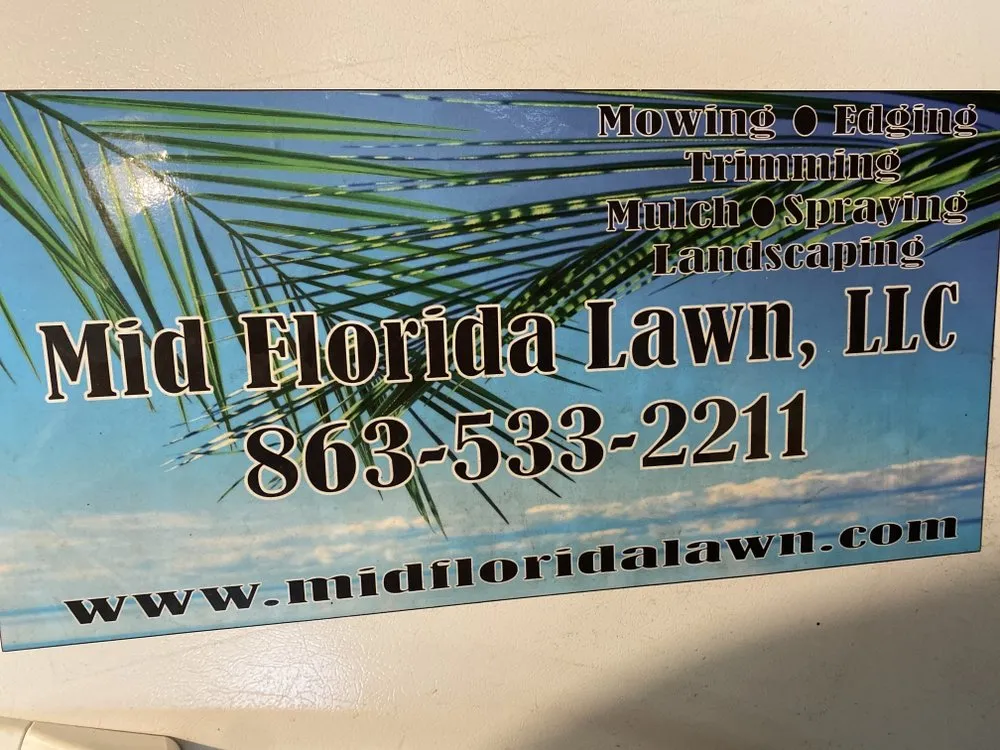 Mowing ● Edging
Trimming
Mulch ● Spraying
Landscaping
Mid Florida Lawn, LLC
863-533-2211
www.midfloridalawn.com